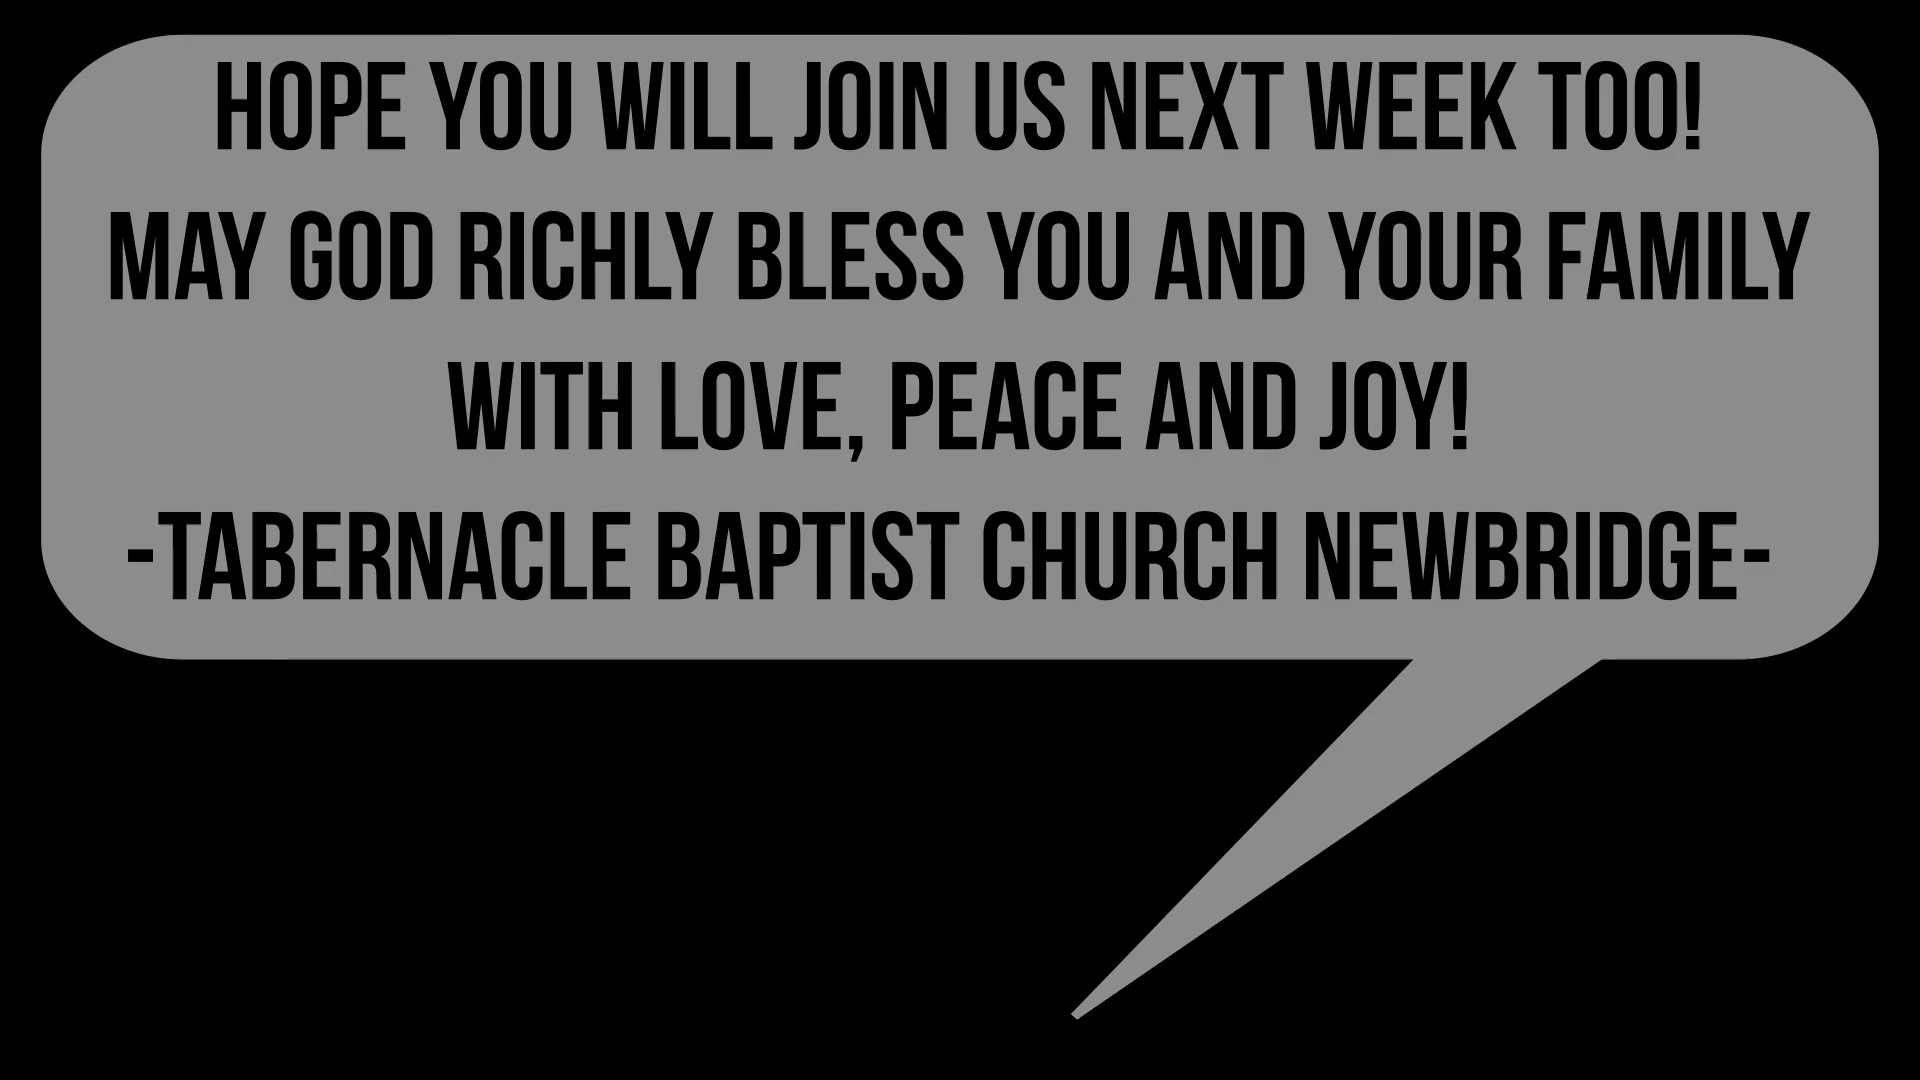 HOPE YOU WILL JOIN US NEXT WEEK TOO!
MAY GOD RICHLY BLESS YOU AND YOUR FAMILY
WITH LOVE, PEACE AND JOY!
-TABERNACLE BAPTIST CHURCH NEWBRIDGE-